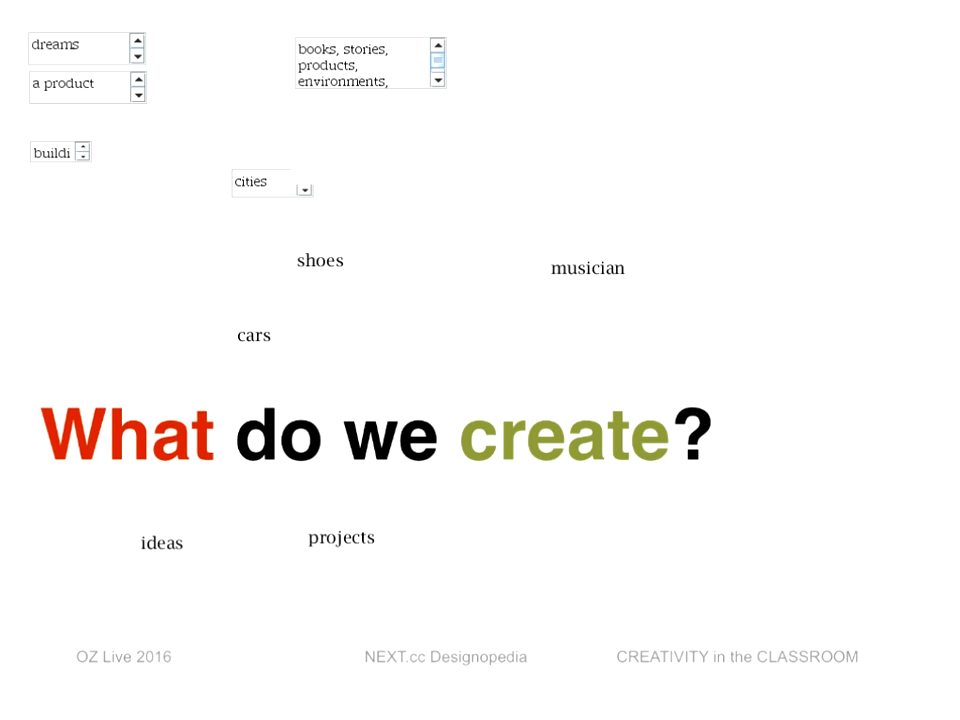 dreams
books, stories,
products,
environments,
a product
buildi
cities
shoes
musician
cars
What do we create?
ideas
projects
OZ Live 2016
NEXT.cc Designopedia
CREATIVITY in the CLASSROOM